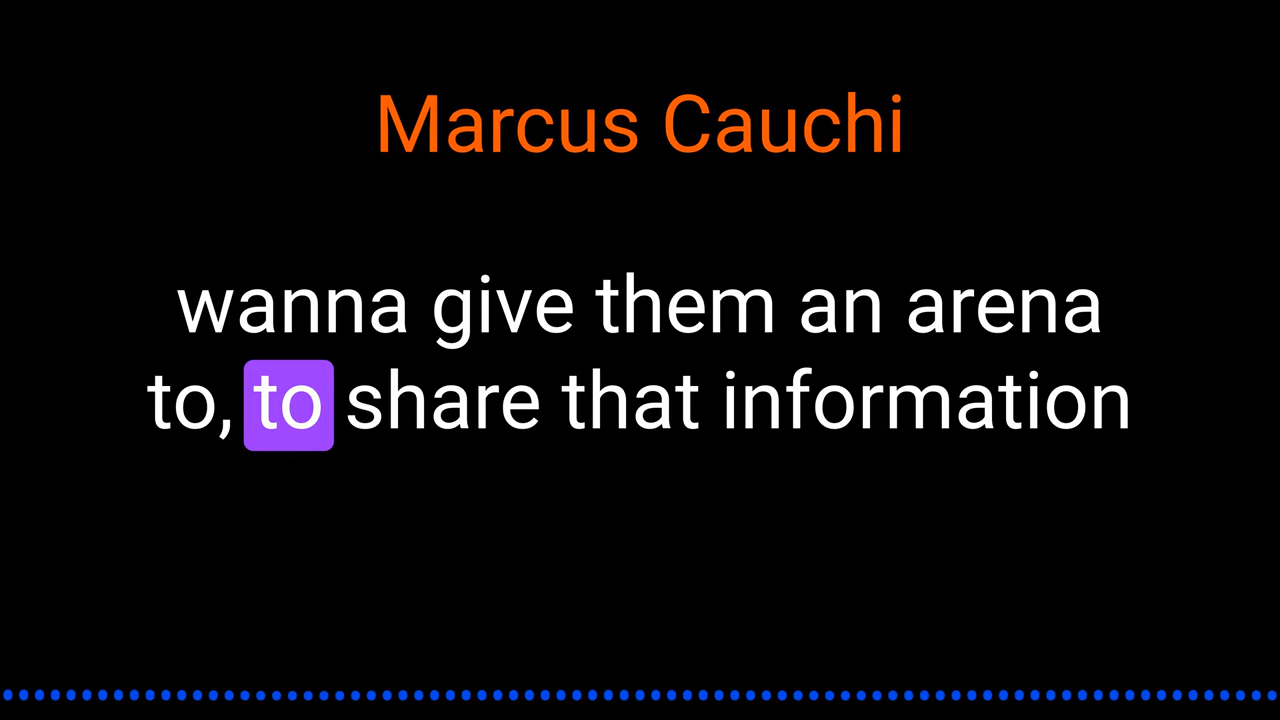 Marcus Cauchi
wanna give them an arena
to, to share that information